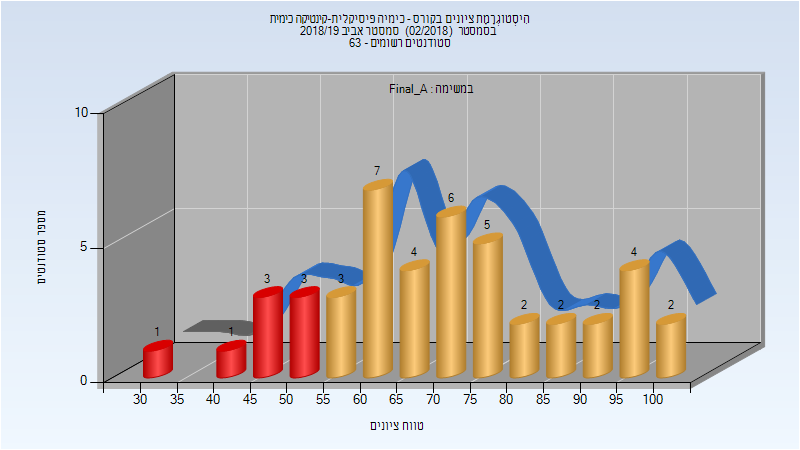 היסטוגרמת ציונים בקורס - כימיה פיסיקלית-קינטיקה כימית
בסמסטר (02/2018) סמסטר אביב 2018/19
סטודנטים רשומים - 63
במשימה : Final_A
מספר סטודנטים
10
5
0
1 1 3 3 3 7 4 6 5 2 2 2 4 2
30 35 40 45 50 55 60 65 70 75 80 85 90 95 100
טווח ציונים